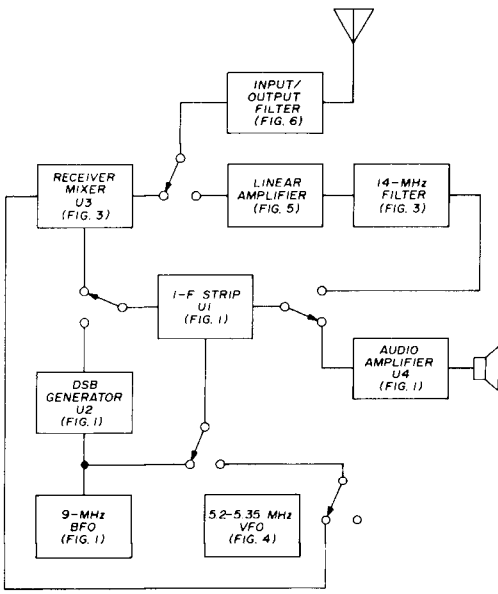 INPUT/
OUTPUT
FILTER
(FIG. 6)
RECEIVER
MIXER
U3
(FIG. 3)
LINEAR
AMPLIFIER
(FIG. 5)
14-MHz
FILTER
(FIG. 3)
I-F STRIP
U1
(FIG. 1)
AUDIO
AMPLIFIER
U4
(FIG. 1)
DSB
GENERATOR
U2
(FIG. 1)
9-MHz
BFO
(FIG. 1)
5.2-5.35 MHz
VFO
(FIG. 4)